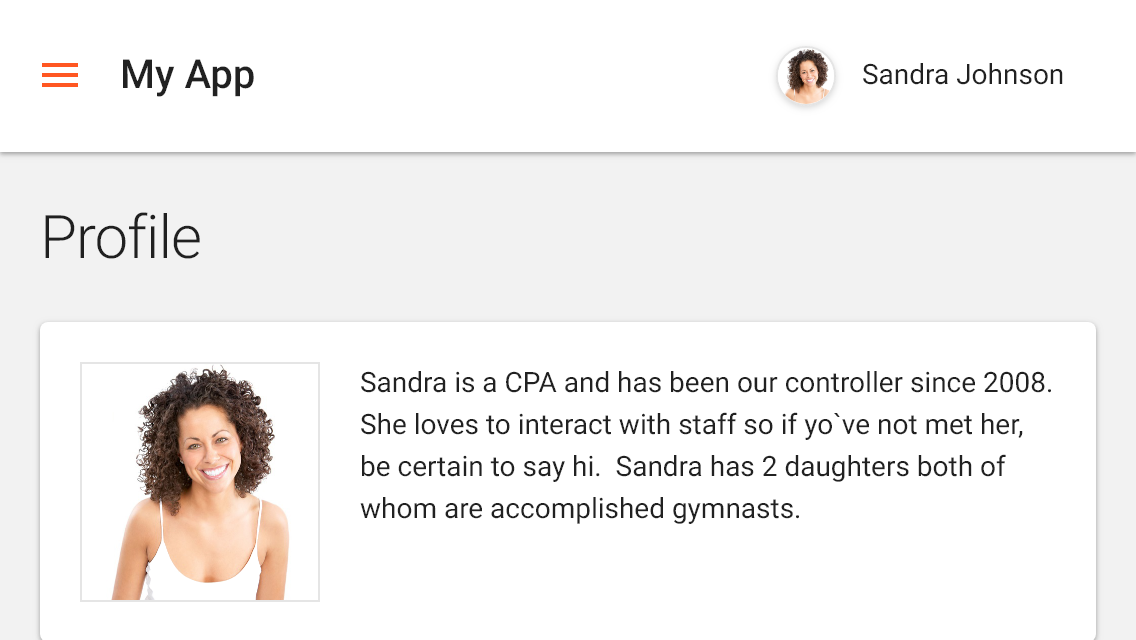 My App
Sandra Johnson
Profile
Sandra is a CPA and has been our controller since 2008.
She loves to interact with staff so if yo`ve not met her,
be certain to say hi.  Sandra has 2 daughters both of
whom are accomplished gymnasts.